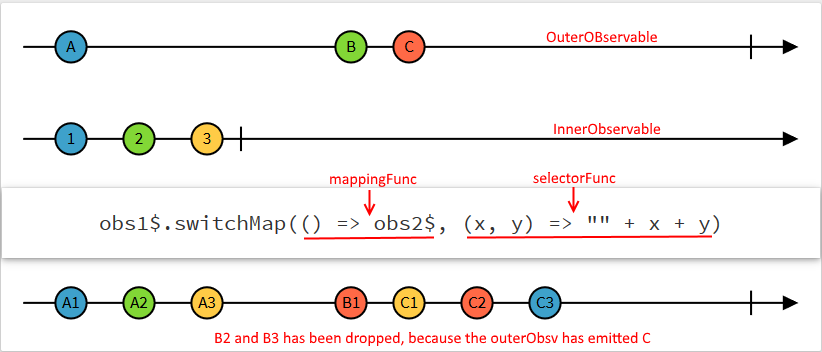 A B C OuterOBservable
1 2 3 InnerObservable
mappingFunc selectorFunc
obs1$.switchMap(() => obs2$, (x, y) => "" + x + y)
A1 A2 A3 B1 C1 C2 C3
B2 and B3 has been dropped, because the outerObsv has emitted C